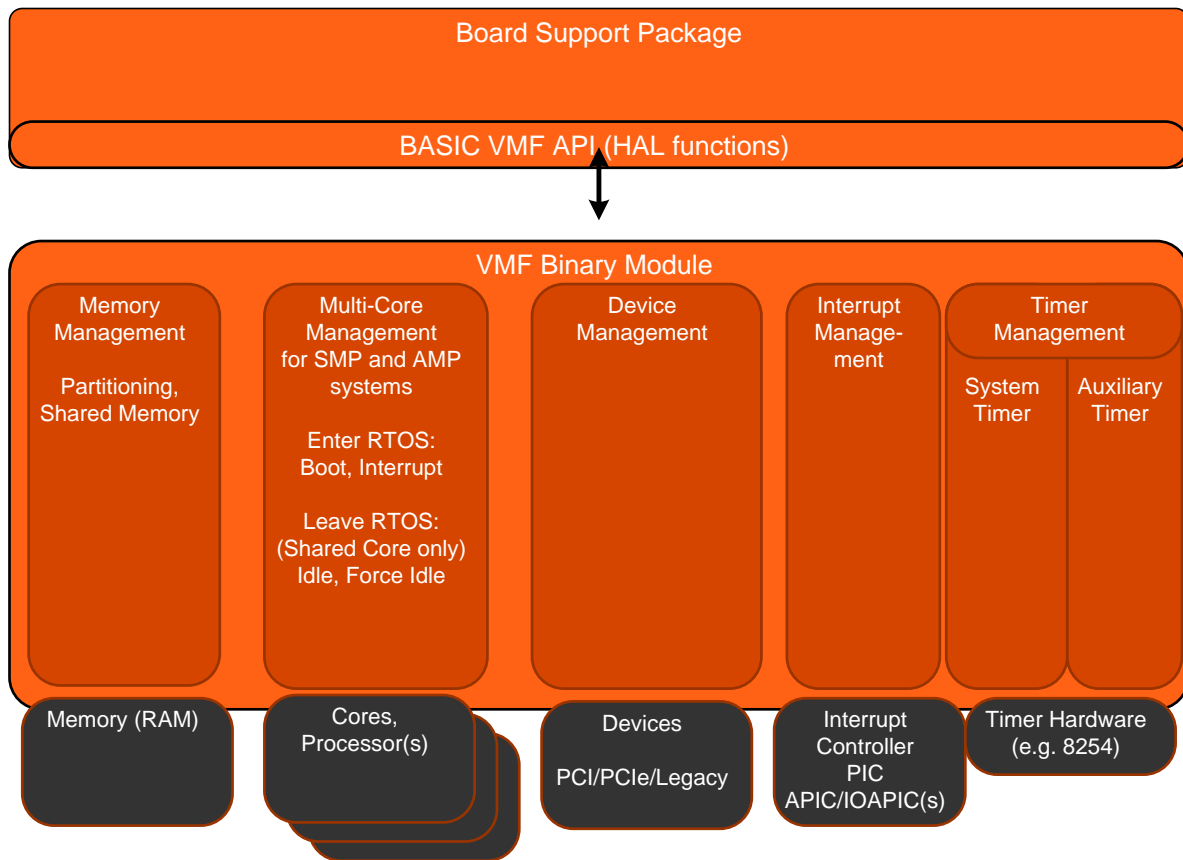 Board Support Package
BASIC VMF API (HAL functions)
VMF Binary Module
Memory
Management
Partitioning,
Shared Memory
Multi-Core
Management
for SMP and AMP
systems
Enter RTOS:
Boot, Interrupt
Leave RTOS:
(Shared Core only)
Idle, Force Idle
Device
Management
Interrupt
Manage-
ment
Timer
Management
System
Timer
Auxiliary
Timer
Memory (RAM)
Cores,
Processor(s)
Devices
PCI/PCIe/Legacy
Interrupt
Controller
PIC
APIC/IOAPIC(s)
Timer Hardware
(e.g. 8254)